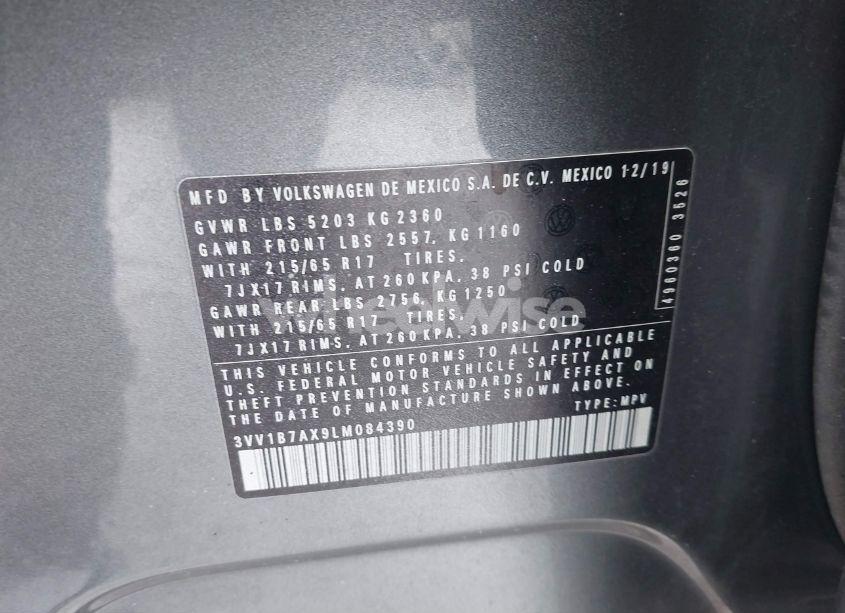 MFD BY VOLKSWAGEN DE MEXICO S.A. DE C.V. MEXICO 12/19
GVWR LBS 5203 KG 2360
GAWR FRONT LBS 2557, KG 1160
WITH 215/65 R17 TIRES.
7JX17 RIMS, AT 260 KPA, 38 PSI COLD
GAWR REAR LBS 2756, KG 1250
WITH 215/65 R17 TIRES.
7JX17 RIMS, AT 260 KPA, 38 PSI COLD
4960360 3526
THIS VEHICLE CONFORMS TO ALL APPLICABLE
U.S. FEDERAL MOTOR VEHICLE SAFETY AND
THEFT PREVENTION STANDARDS IN EFFECT ON
THE DATE OF MANUFACTURE SHOWN ABOVE.
3VV1B7AX9LM084390 TYPE: MPV
wheelwise